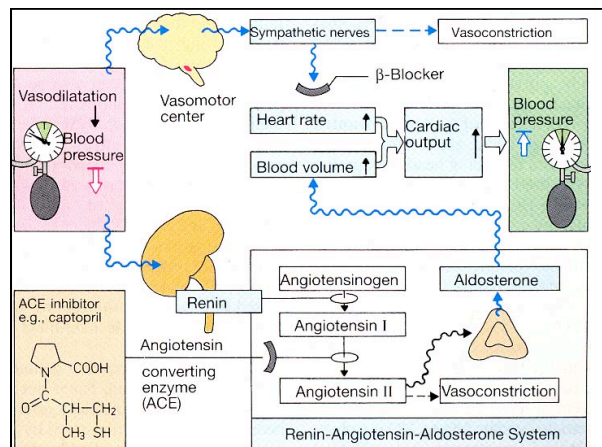 Sympathetic nerves
Vasoconstriction
Vasomotor
center
β-Blocker
Vasodilatation
Blood
pressure
Heart rate
Blood volume
Cardiac
output
Blood
pressure
Renin
Angiotensinogen
Angiotensin I
Angiotensin II
Aldosterone
Vasoconstriction
Renin-Angiotensin-Aldosterone System
Angiotensin
converting
enzyme
(ACE)
ACE inhibitor
e.g., captopril
COOH
N
C
O
CH
CH₂
CH₃
SH